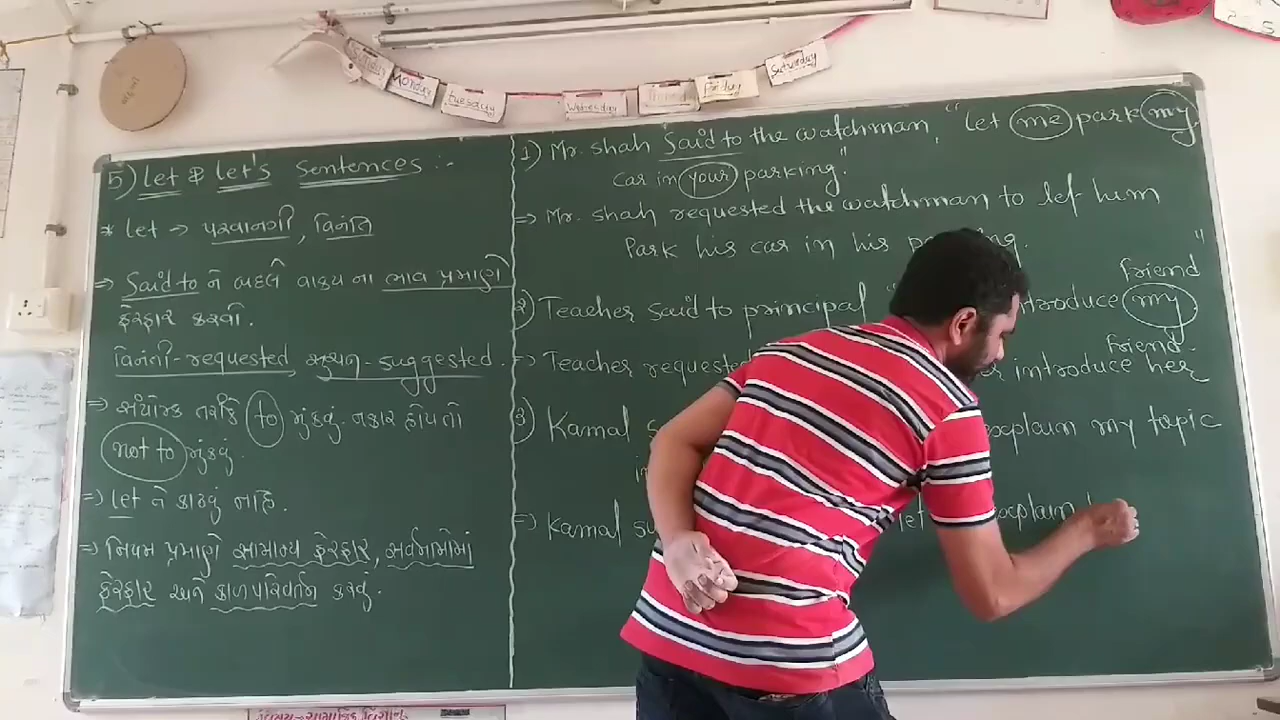 Monday
Tuesday
Wednesday
Friday
Saturday
5) let & let's Sentences :-
* let → પરવાનગી, વિનંતિ
⇒ Said to ને બદલે વાક્ય ના ભાવ પ્રમાણે
ફેરફાર કરવો.
વિનંતી-requested સૂચન-suggested.
⇒ સંયોજક તરીકે to મુંકવું. નકાર હોય તો
not to મુંકવું.
⇒ let ને કાઢવું નહિ.
⇒ નિયમ પ્રમાણે સામાન્ય ફેરફાર, સર્વનામોમાં
ફેરફાર અને કાળપરિવર્તન કરવું.
1) Mr. shah Said to the watchman, "let me park my
car in your parking."
⇒ Mr. shah requested the watchman to let him
Park his car in his
friend"
2) Teacher said to principal " introduce my
friend.
⇒ Teacher requested introduce her
3) Kamal explain my topic
⇒ Kamal let explain